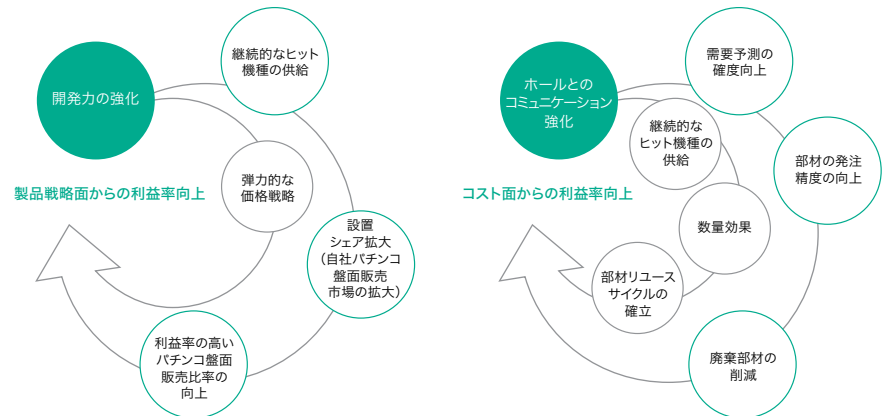 開発力の強化
継続的なヒット
機種の供給
弾力的な
価格戦略
製品戦略面からの利益率向上
設置
シェア拡大
(自社パチンコ
盤面販売
市場の拡大)
利益率の高い
パチンコ盤面
販売比率の
向上
ホールとの
コミュニケーション
強化
需要予測の
確度向上
継続的な
ヒット機種の
供給
部材の発注
精度の向上
コスト面からの利益率向上
数量効果
部材リユース
サイクルの
確立
廃棄部材の
削減